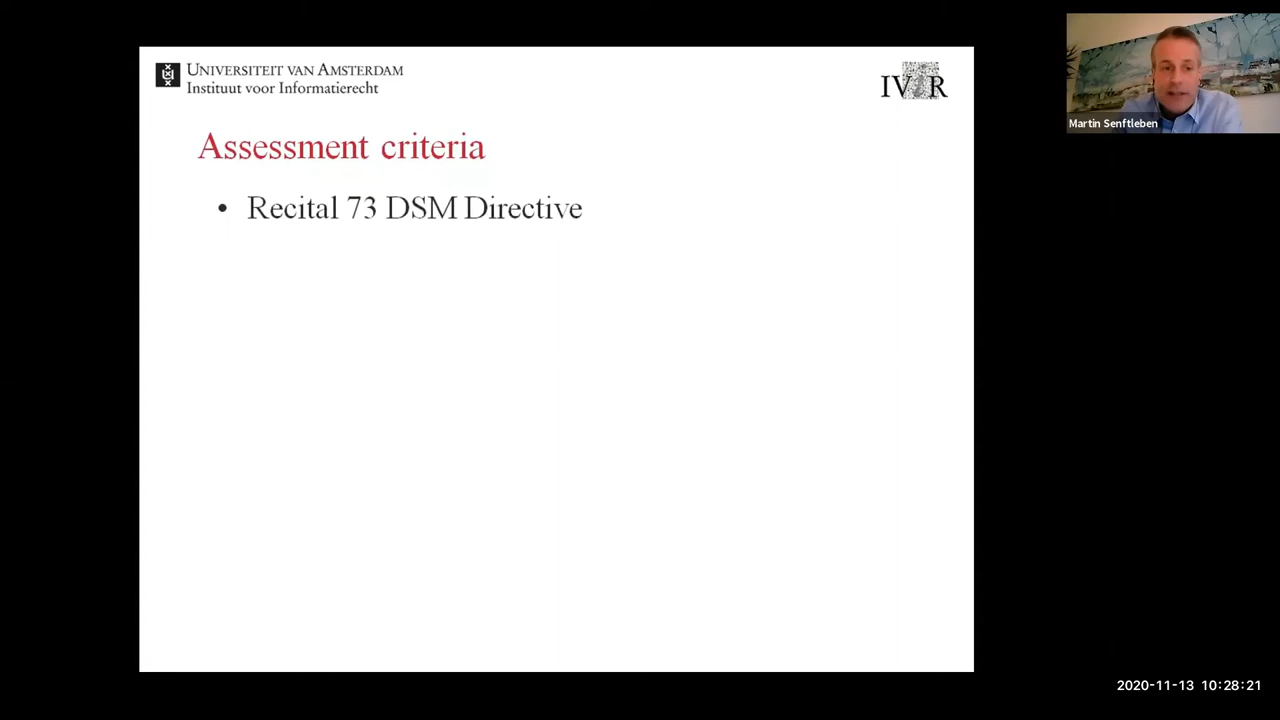 UNIVERSITEIT VAN AMSTERDAM
Instituut voor Informatierecht
IViR
Assessment criteria
• Recital 73 DSM Directive
Martin Senftleben
2020-11-13 10:28:21